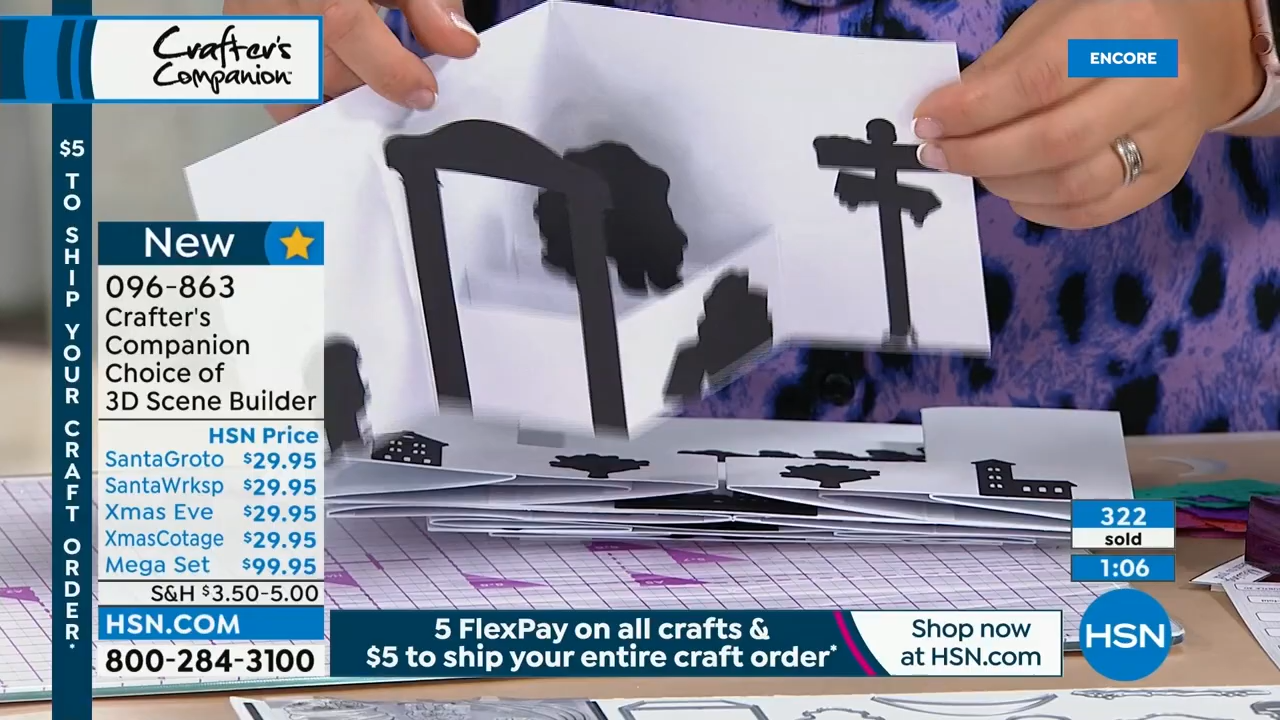 Crafter's
Companion
ENCORE
$5 TO SHIP YOUR CRAFT ORDER.*
New
096-863
Crafter's
Companion
Choice of
3D Scene Builder
HSN Price
SantaGroto $29.95
SantaWrksp $29.95
Xmas Eve $29.95
XmasCotage $29.95
Mega Set $99.95
S&H $3.50-5.00
HSN.COM
800-284-3100
322
sold
1:06
5 FlexPay on all crafts &
$5 to ship your entire craft order*
Shop now
at HSN.com
HSN